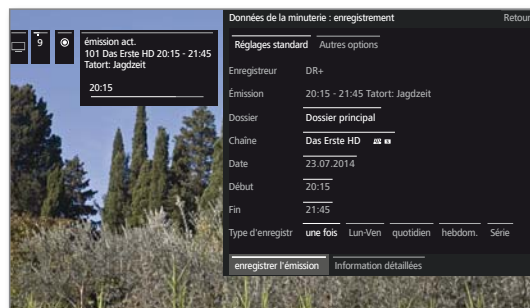 9
émission act.
101 Das Erste HD 20:15 - 21:45
Tatort: Jagdzeit
20:15
Données de la minuterie : enregistrement Retour
Réglages standard Autres options
Enregistreur DR+
Émission 20:15 - 21:45 Tatort: Jagdzeit
Dossier Dossier principal
Chaîne Das Erste HD
Date 23.07.2014
Début 20:15
Fin 21:45
Type d'enregistr une fois Lun-Ven quotidien hebdom. Série
enregistrer l'émission Information détaillées